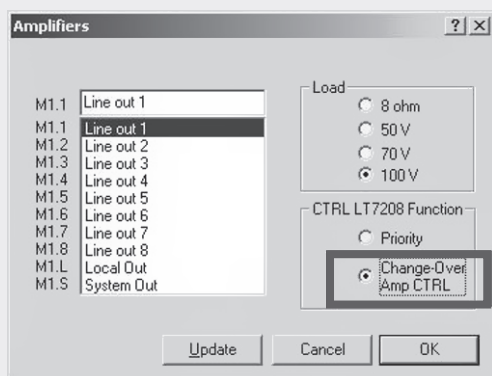 Amplifiers
? ×
M1.1 Line out 1
M1.1 Line out 1
M1.2 Line out 2
M1.3 Line out 3
M1.4 Line out 4
M1.5 Line out 5
M1.6 Line out 6
M1.7 Line out 7
M1.8 Line out 8
M1.L Local Out
M1.S System Out
Load
8 ohm
50 V
70 V
100 V
CTRL LT7208 Function
Priority
Change-Over
Amp CTRL
Update Cancel OK